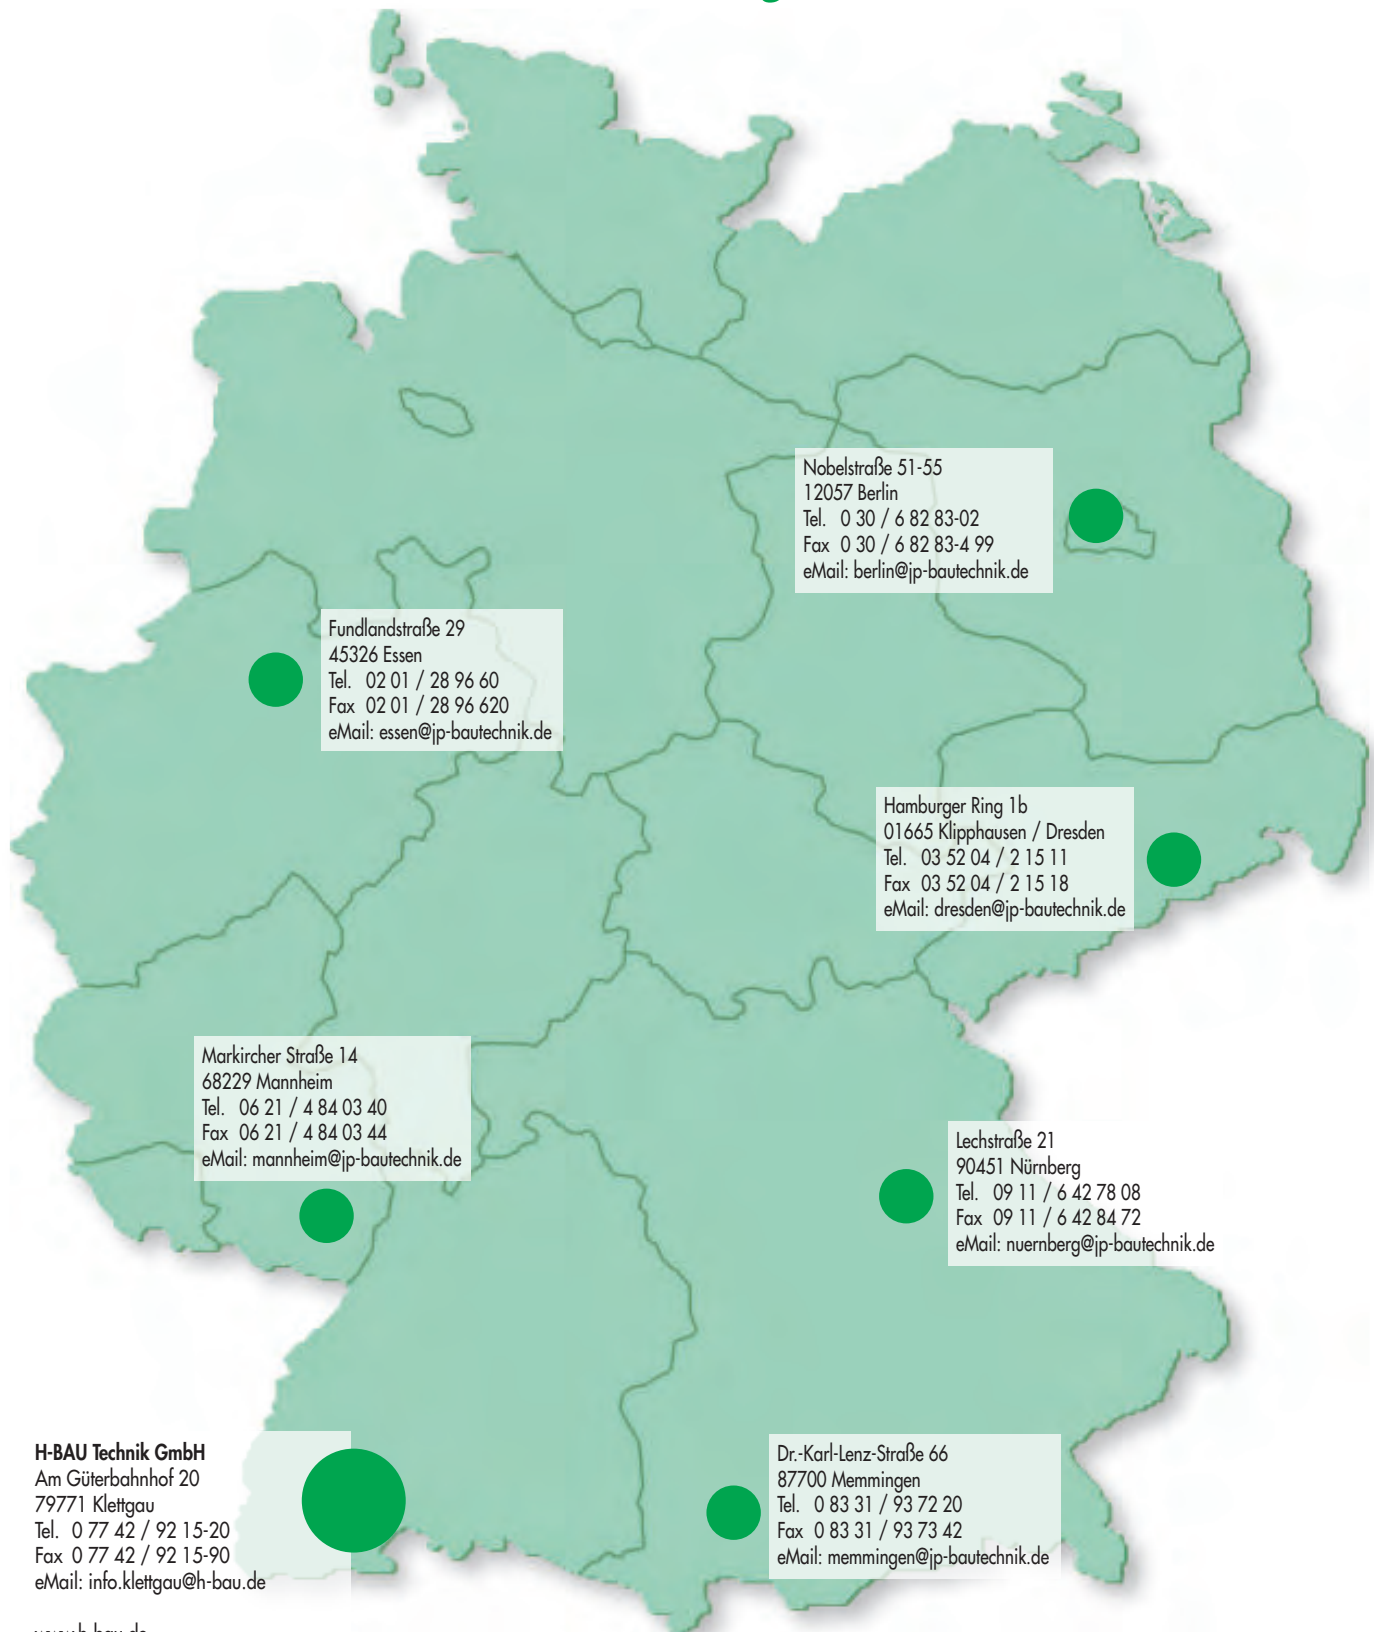 Nobelstraße 51-55
12057 Berlin
Tel. 0 30 / 6 82 83-02
Fax 0 30 / 6 82 83-4 99
eMail: berlin@jp-bautechnik.de
Fundlandstraße 29
45326 Essen
Tel. 02 01 / 28 96 60
Fax 02 01 / 28 96 620
eMail: essen@jp-bautechnik.de
Hamburger Ring 1b
01665 Klipphausen / Dresden
Tel. 03 52 04 / 2 15 11
Fax 03 52 04 / 2 15 18
eMail: dresden@jp-bautechnik.de
Markircher Straße 14
68229 Mannheim
Tel. 06 21 / 4 84 03 40
Fax 06 21 / 4 84 03 44
eMail: mannheim@jp-bautechnik.de
Lechstraße 21
90451 Nürnberg
Tel. 09 11 / 6 42 78 08
Fax 09 11 / 6 42 84 72
eMail: nuernberg@jp-bautechnik.de
H-BAU Technik GmbH
Am Güterbahnhof 20
79771 Klettgau
Tel. 0 77 42 / 92 15-20
Fax 0 77 42 / 92 15-90
eMail: info.klettgau@h-bau.de
www.h-bau.de
Dr.-Karl-Lenz-Straße 66
87700 Memmingen
Tel. 0 83 31 / 93 72 20
Fax 0 83 31 / 93 73 42
eMail: memmingen@jp-bautechnik.de